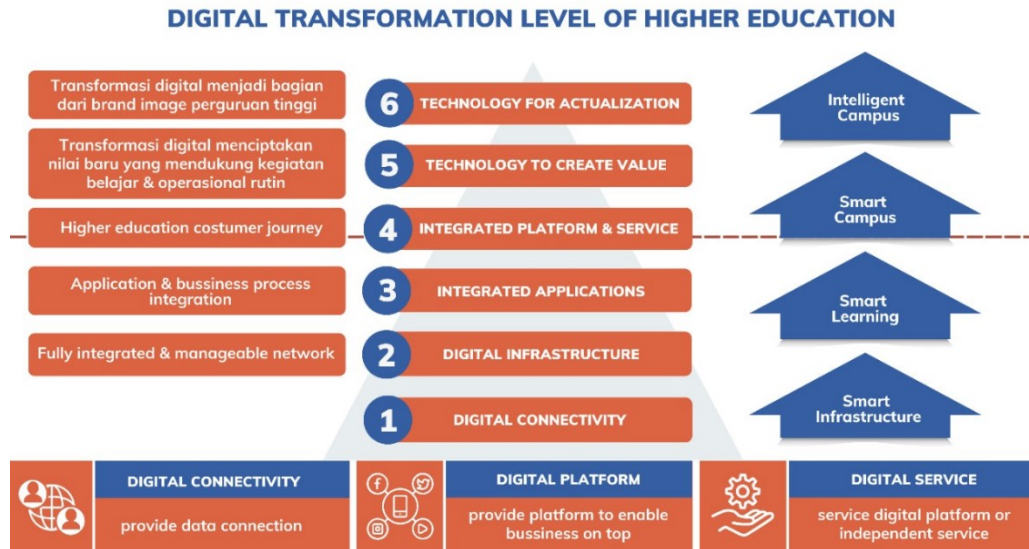 DIGITAL TRANSFORMATION LEVEL OF HIGHER EDUCATION
Transformasi digital menjadi bagian
dari brand image perguruan tinggi
6
TECHNOLOGY FOR ACTUALIZATION
Intelligent
Campus
Transformasi digital menciptakan
nilai baru yang mendukung kegiatan
belajar & operasional rutin
5
TECHNOLOGY TO CREATE VALUE
Smart
Campus
Higher education costumer journey
4
INTEGRATED PLATFORM & SERVICE
Application & bussiness process
integration
3
INTEGRATED APPLICATIONS
Smart
Learning
Fully integrated & manageable network
2
DIGITAL INFRASTRUCTURE
1
DIGITAL CONNECTIVITY
Smart
Infrastructure
DIGITAL CONNECTIVITY
provide data connection
DIGITAL PLATFORM
provide platform to enable
bussiness on top
DIGITAL SERVICE
service digital platform or
independent service